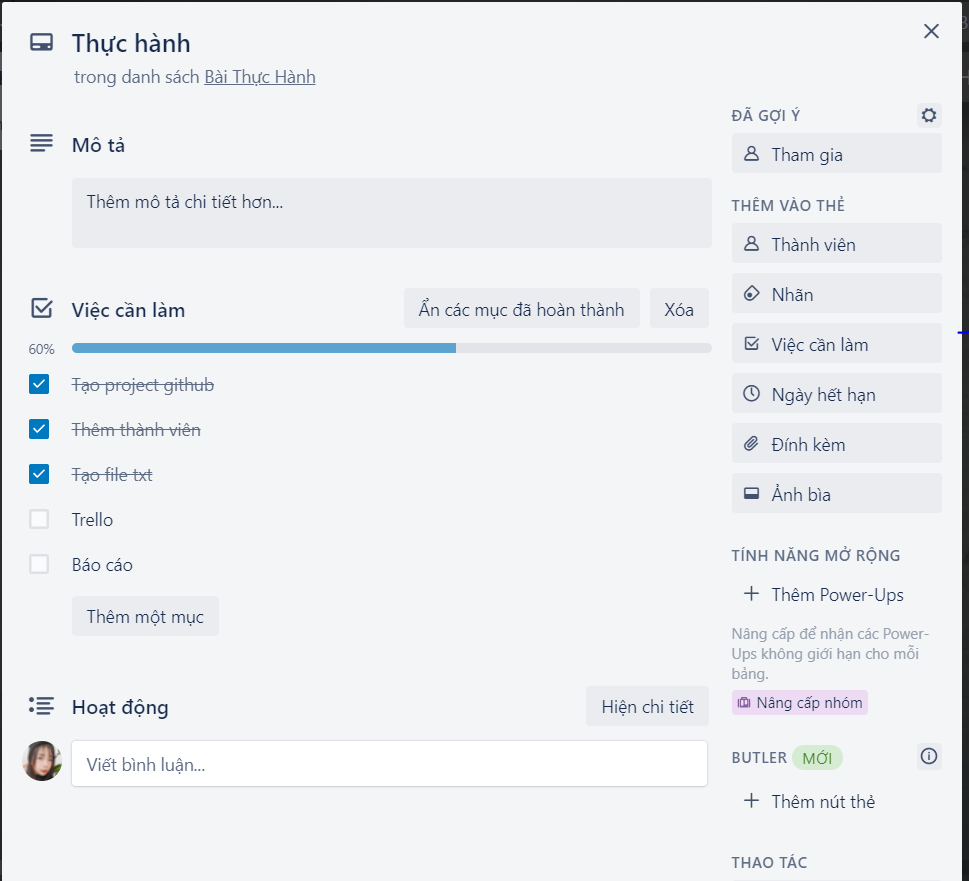 Thực hành
trong danh sách Bài Thực Hành
Mô tả
Thêm mô tả chi tiết hơn...
Việc cần làm
Ẩn các mục đã hoàn thành
Xóa
60%
Tạo project github
Thêm thành viên
Tạo file txt
Trello
Báo cáo
Thêm một mục
Hoạt động
Hiện chi tiết
Viết bình luận...
ĐÃ GỢI Ý
Tham gia
THÊM VÀO THẺ
Thành viên
Nhãn
Việc cần làm
Ngày hết hạn
Đính kèm
Ảnh bìa
TÍNH NĂNG MỞ RỘNG
Thêm Power-Ups
Nâng cấp để nhận các Power-
Ups không giới hạn cho mỗi
bảng.
Nâng cấp nhóm
BUTLER MỚI
Thêm nút thẻ
THAO TÁC